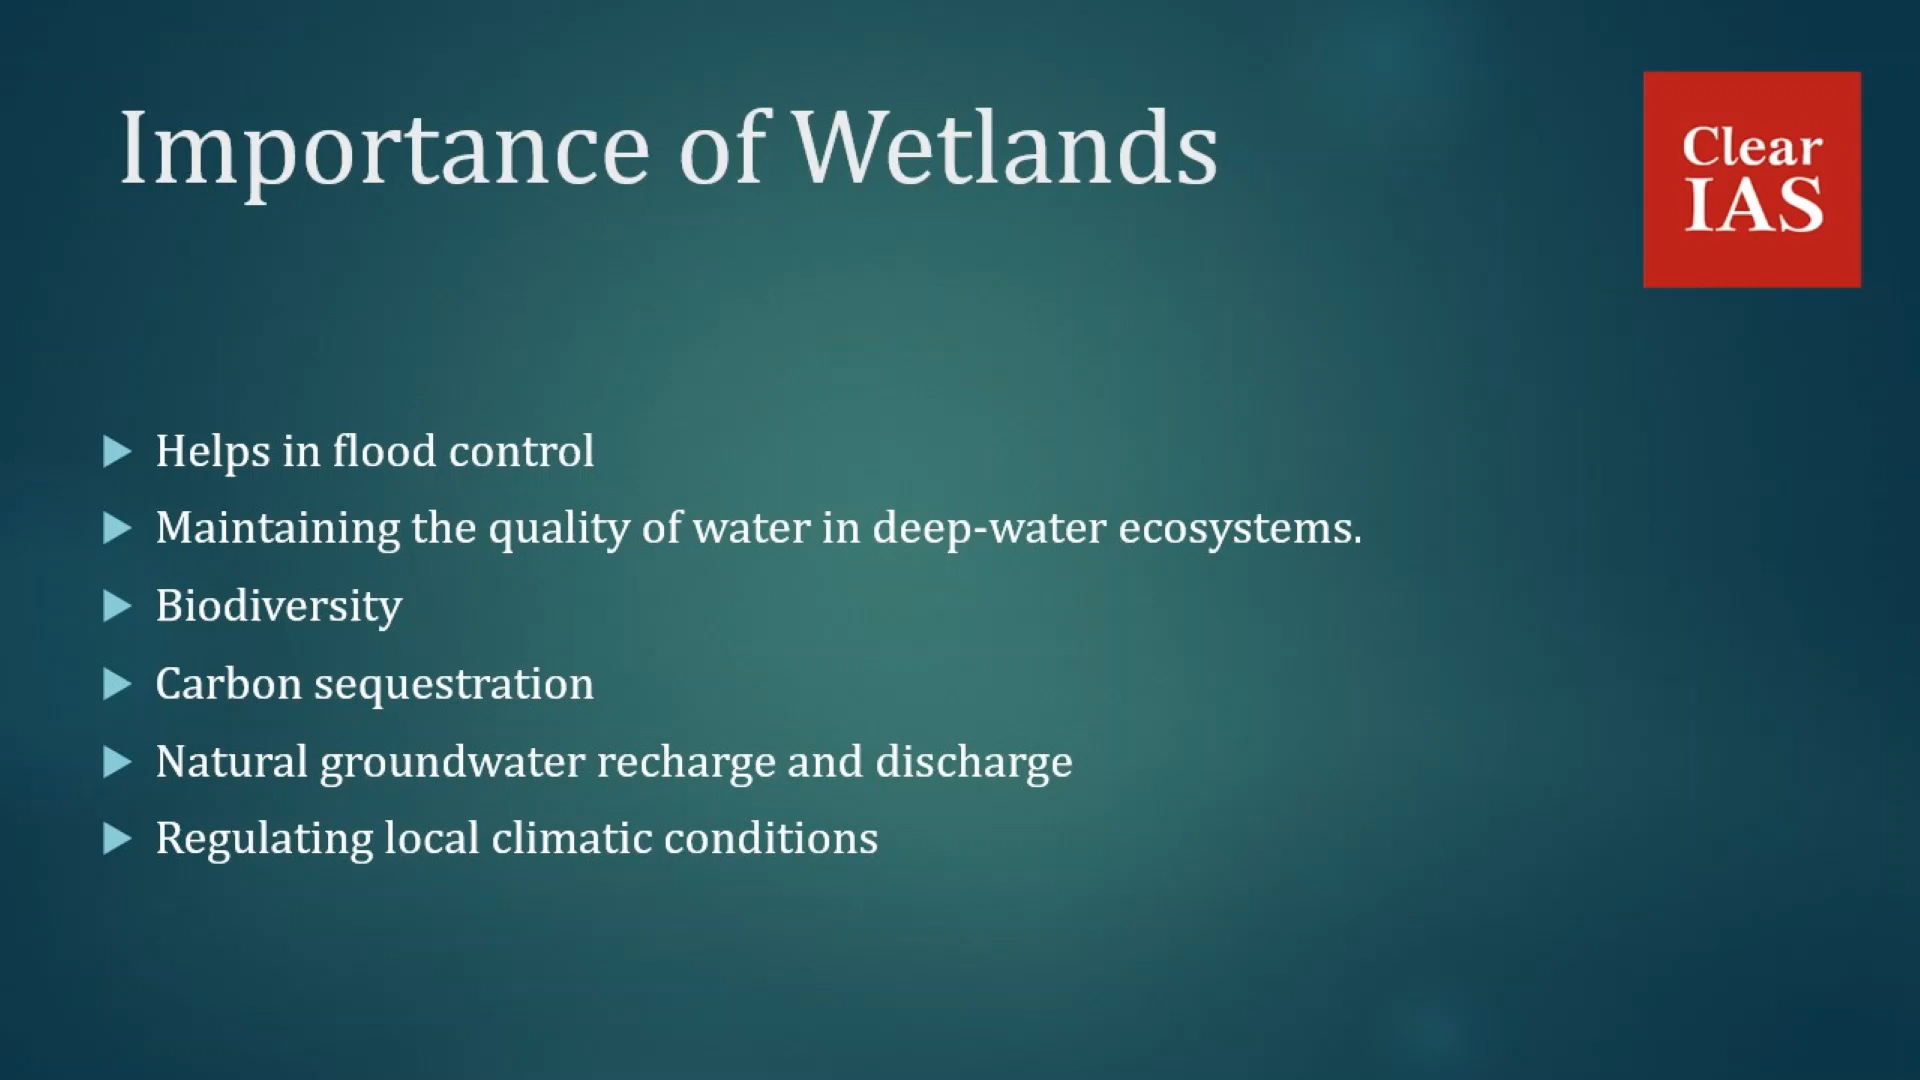 Importance of Wetlands
Clear
IAS
Helps in flood control
Maintaining the quality of water in deep-water ecosystems.
Biodiversity
Carbon sequestration
Natural groundwater recharge and discharge
Regulating local climatic conditions